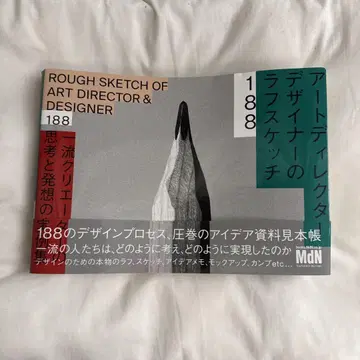 ROUGH SKETCH OF
ART DIRECTOR &
DESIGNER
188
アートディレクタ
デザイナーの
ラフスケッチ
188
一流クリエータ
思考と発想の
188のデザインプロセス、圧巻のアイデア資料見本帳
一流の人たちは、どのように考え、どのように実現したのか
デザインのための本物のラフ、スケッチ、アイデアメモ、モックアップ、カンプetc...
MdN